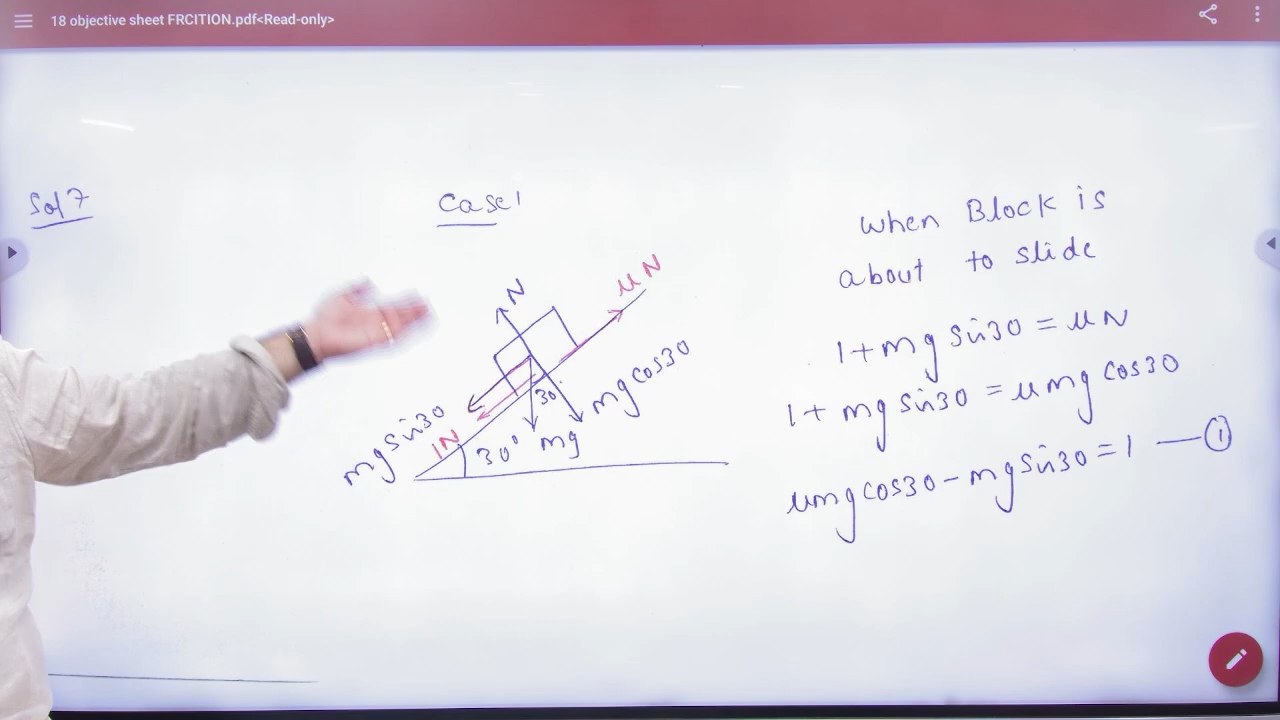 18 objective sheet FRCITION.pdf<Read-only>
Sol 7
Case 1
when Block is
about to slide
N
μN
mg sin30
1N
30° mg
30
mg cos30
1 + mg sin30 = μN
1 + mg sin30 = μmg cos30
μmg cos30 - mg sin30 = 1 — ①